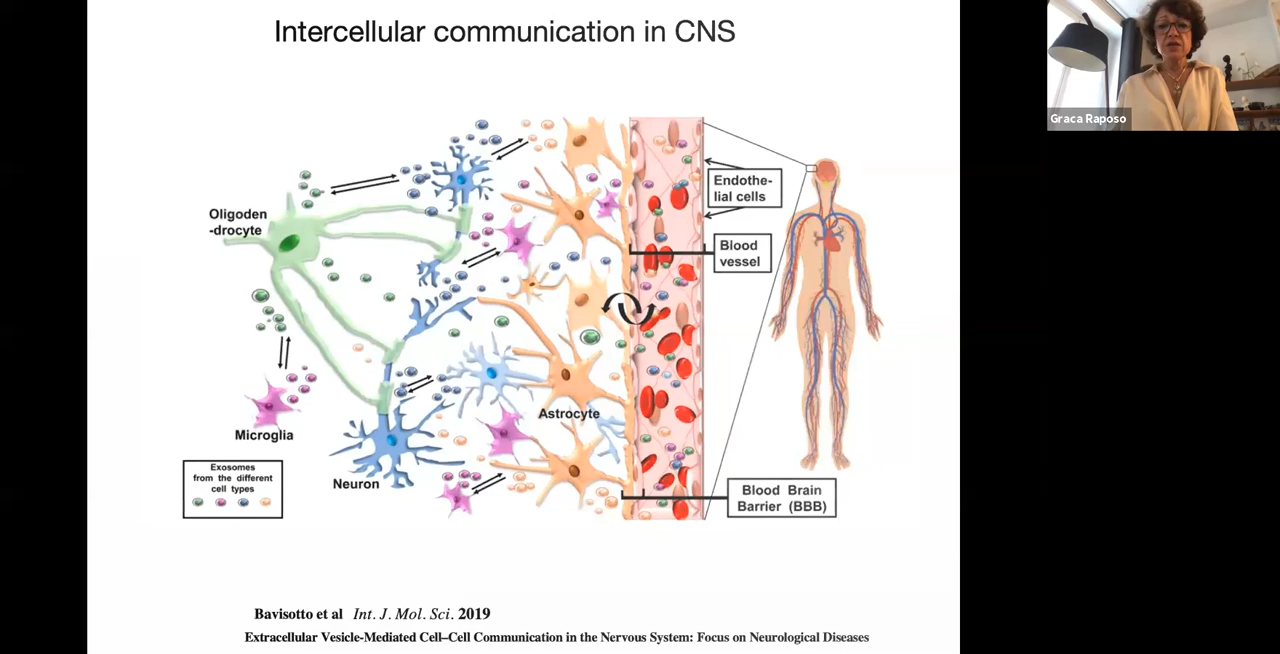 Intercellular communication in CNS
Graca Raposo
Endothe-
lial cells
Oligoden
-drocyte
Blood
vessel
Astrocyte
Microglia
Exosomes
from the different
cell types
Neuron
Blood Brain
Barrier (BBB)
Bavisotto et al Int. J. Mol. Sci. 2019
Extracellular Vesicle-Mediated Cell–Cell Communication in the Nervous System: Focus on Neurological Diseases